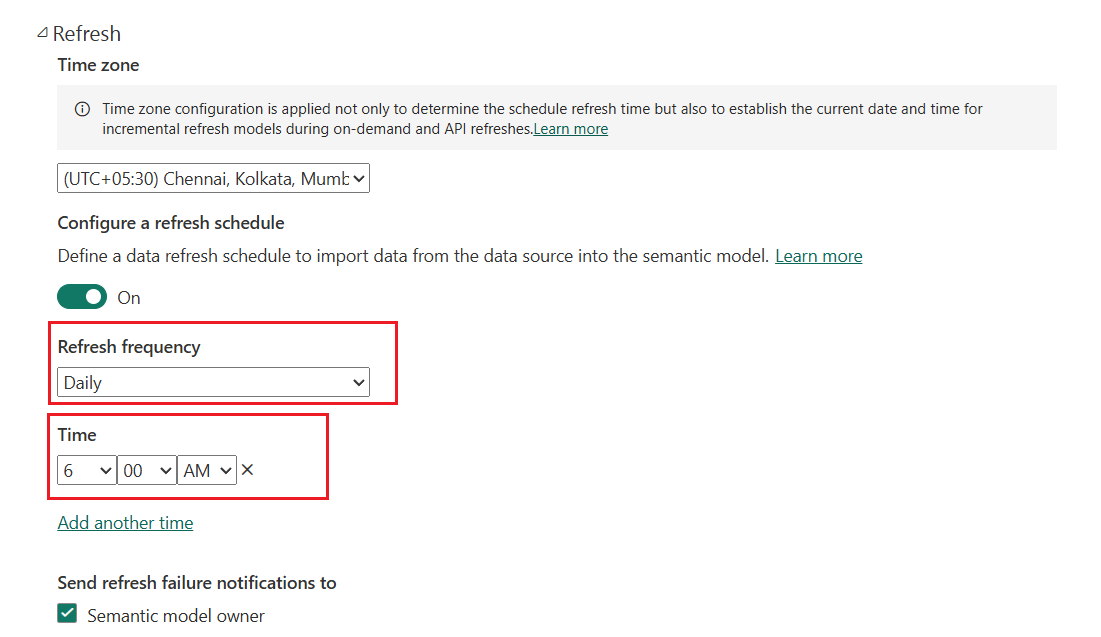 Refresh
Time zone
Time zone configuration is applied not only to determine the schedule refresh time but also to establish the current date and time for
incremental refresh models during on-demand and API refreshes.Learn more
(UTC+05:30) Chennai, Kolkata, Mumb
Configure a refresh schedule
Define a data refresh schedule to import data from the data source into the semantic model. Learn more
On
Refresh frequency
Daily
Time
6 00 AM
Add another time
Send refresh failure notifications to
Semantic model owner